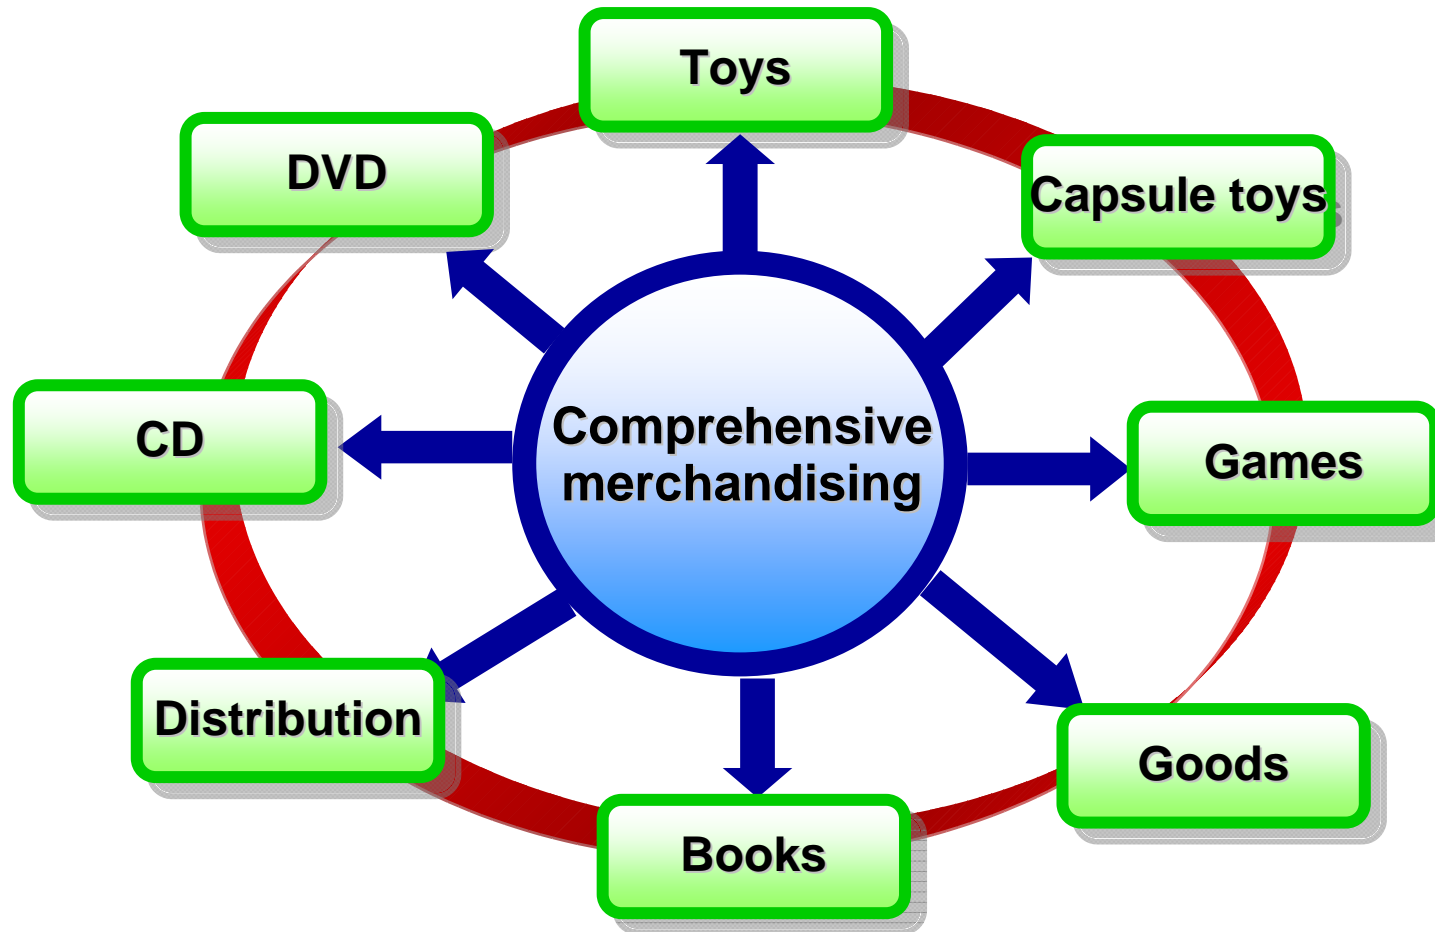 Toys
DVD
Capsule toys
Comprehensive
merchandising
CD
Games
Distribution
Goods
Books